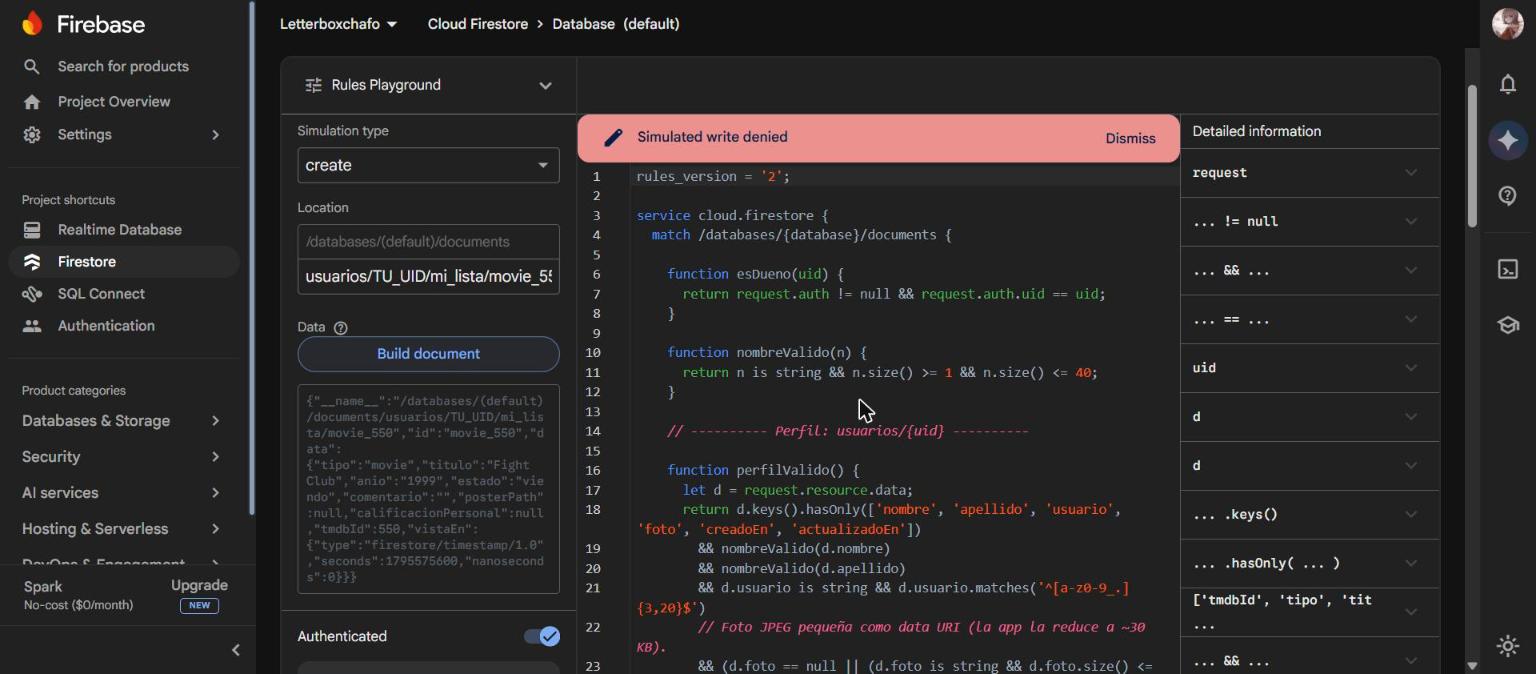 Firebase
Search for products
Project Overview
Settings
Project shortcuts
Realtime Database
Firestore
SQL Connect
Authentication
Product categories
Databases & Storage
Security
AI services
Hosting & Serverless
DevOps & Engagement
Spark
No-cost ($0/month)
Upgrade
NEW
Letterboxchafo
Cloud Firestore > Database (default)
Rules Playground
Simulation type
create
Location
/databases/(default)/documents
usuarios/TU_UID/mi_lista/movie_55
Data
Build document
{"__name__":"/databases/(default)
/documents/usuarios/TU_UID/mi_lis
ta/movie_550","id":"movie_550","d
ata":
{"tipo":"movie","titulo":"Fight
Club","anio":"1999","estado":"vie
ndo","comentario":"","posterPath"
:null,"calificacionPersonal":null
,"tmdbId":550,"vistaEn":
{"type":"firestore/timestamp/1.0"
,"seconds":1795575600,"nanosecond
s":0}}}
Authenticated
Simulated write denied
Dismiss
1 rules_version = '2';
2
3 service cloud.firestore {
4 match /databases/{database}/documents {
5
6 function esDueno(uid) {
7 return request.auth != null && request.auth.uid == uid;
8 }
9
10 function nombreValido(n) {
11 return n is string && n.size() >= 1 && n.size() <= 40;
12 }
13
14 // ---------- Perfil: usuarios/{uid} ----------
15
16 function perfilValido() {
17 let d = request.resource.data;
18 return d.keys().hasOnly(['nombre', 'apellido', 'usuario',
'foto', 'creadoEn', 'actualizadoEn'])
19 && nombreValido(d.nombre)
20 && nombreValido(d.apellido)
21 && d.usuario is string && d.usuario.matches('^[a-z0-9_.]
{3,20}$')
22 // Foto JPEG pequeña como data URI (la app la reduce a ~30
KB).
23 && (d.foto == null || (d.foto is string && d.foto.size() <=
Detailed information
request
... != null
... && ...
... == ...
uid
d
d
... .keys()
... .hasOnly( ... )
['tmdbId', 'tipo', 'tit
...
... && ...